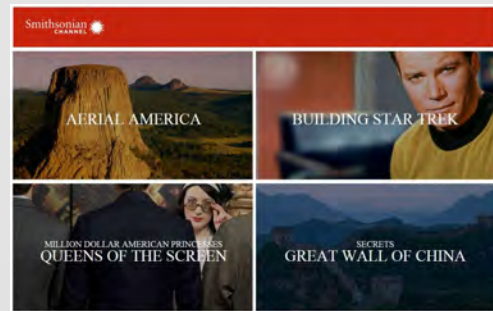 Smithsonian
CHANNEL
AERIAL AMERICA
BUILDING STAR TREK
MILLION DOLLAR AMERICAN PRINCESSES
QUEENS OF THE SCREEN
SECRETS
GREAT WALL OF CHINA